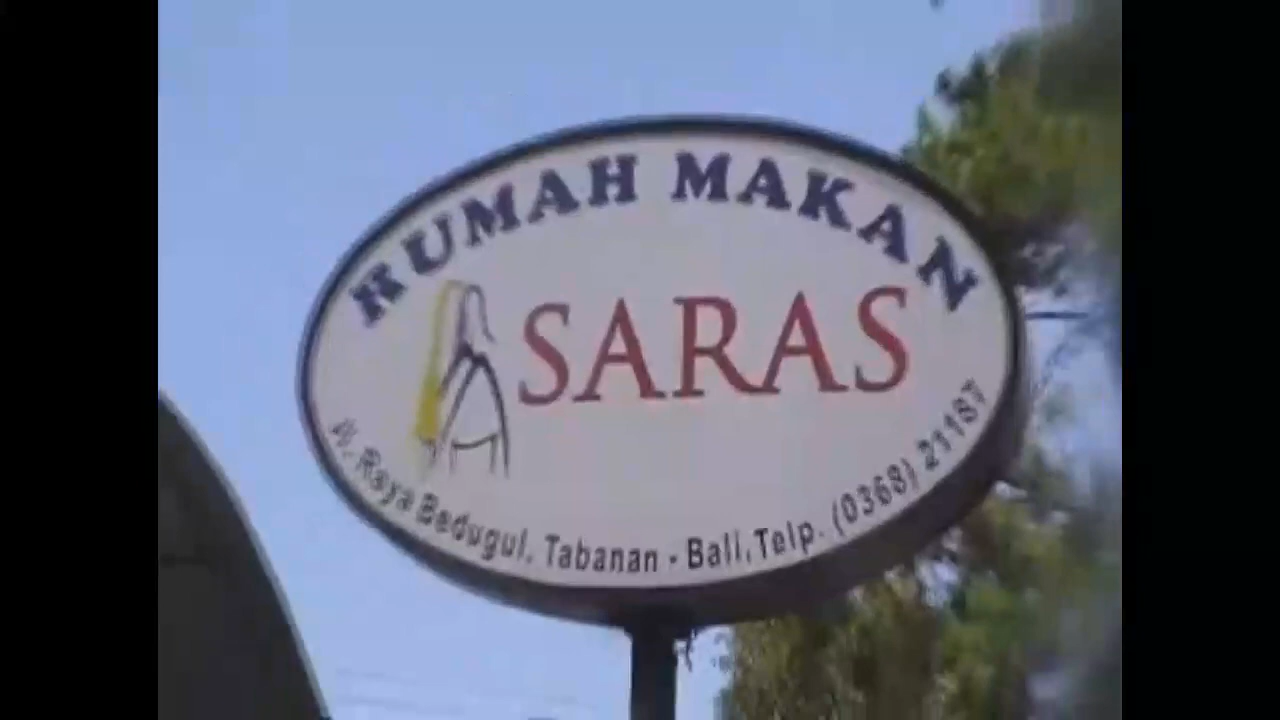 RUMAH MAKAN
SARAS
Jl. Raya Bedugul, Tabanan - Bali, Telp. (0368) 21187